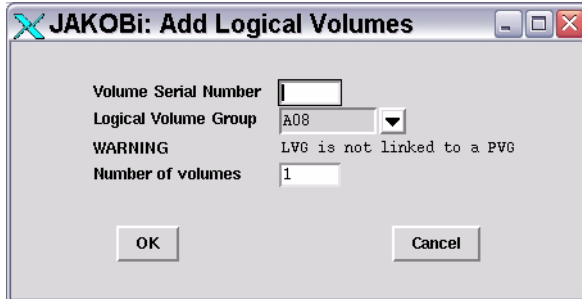 JAKOBi: Add Logical Volumes
Volume Serial Number
Logical Volume Group A08
WARNING LVG is not linked to a PVG
Number of volumes 1
OK Cancel